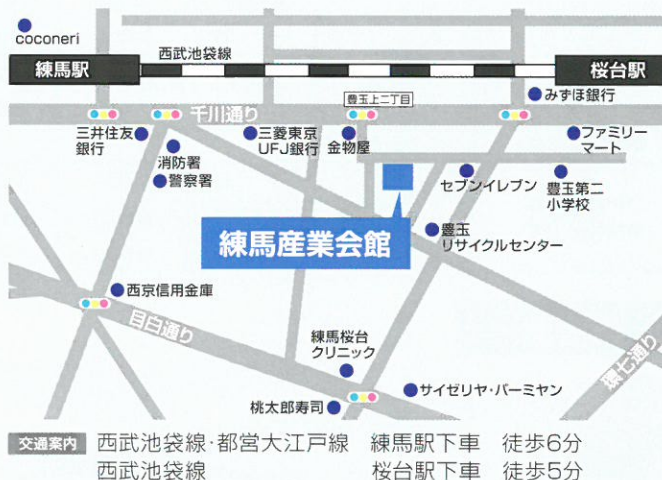 coconeri
西武池袋線
練馬駅
桜台駅
みずほ銀行
豊玉上二丁目
千川通り
三井住友
銀行
三菱東京
UFJ銀行
金物屋
ファミリー
マート
消防署
警察署
セブンイレブン
豊玉第二
小学校
練馬産業会館
豊玉
リサイクルセンター
西京信用金庫
目白通り
練馬桜台
クリニック
環七通り
サイゼリヤ・バーミヤン
桃太郎寿司
交通案内 西武池袋線・都営大江戸線 練馬駅下車 徒歩6分
西武池袋線 桜台駅下車 徒歩5分